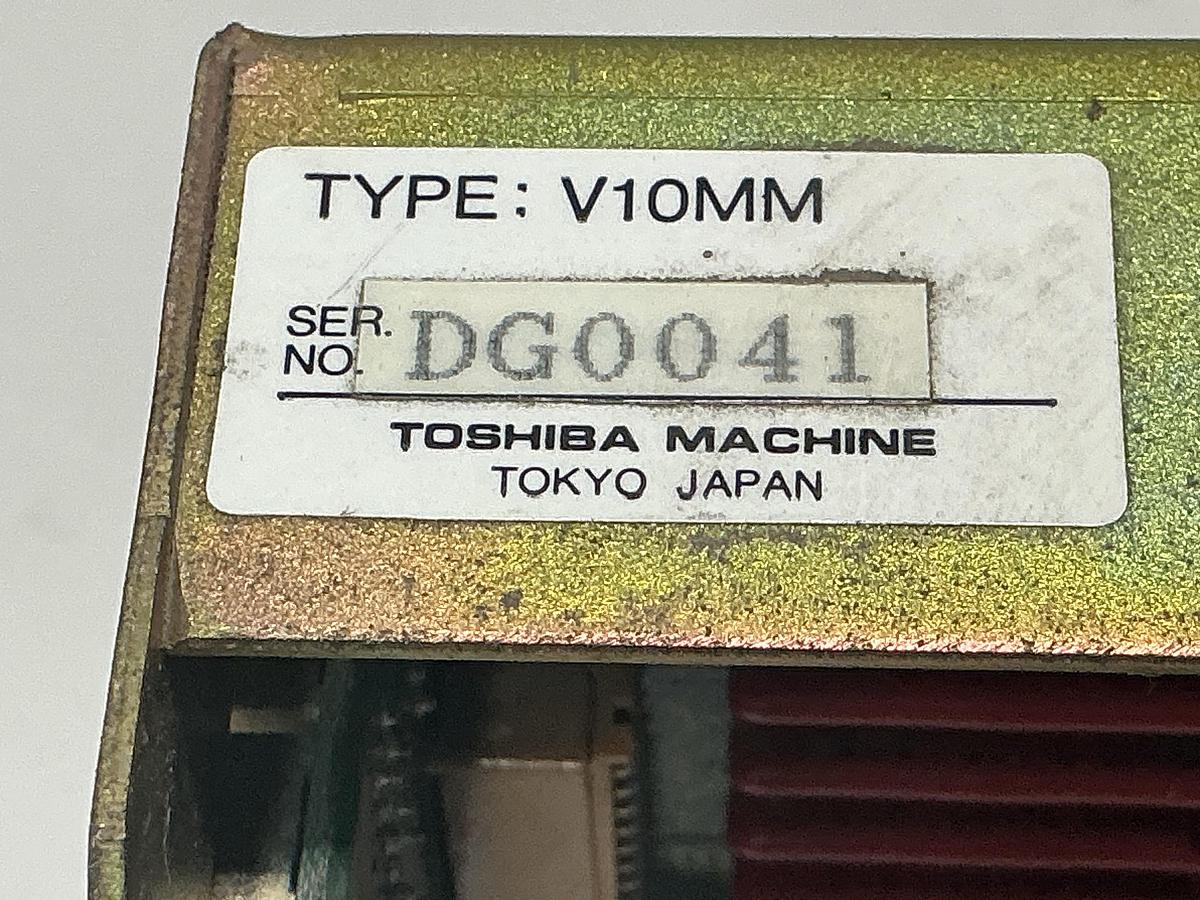 TYPE: V10MM
SER. NO. DG0041
TOSHIBA MACHINE
TOKYO JAPAN